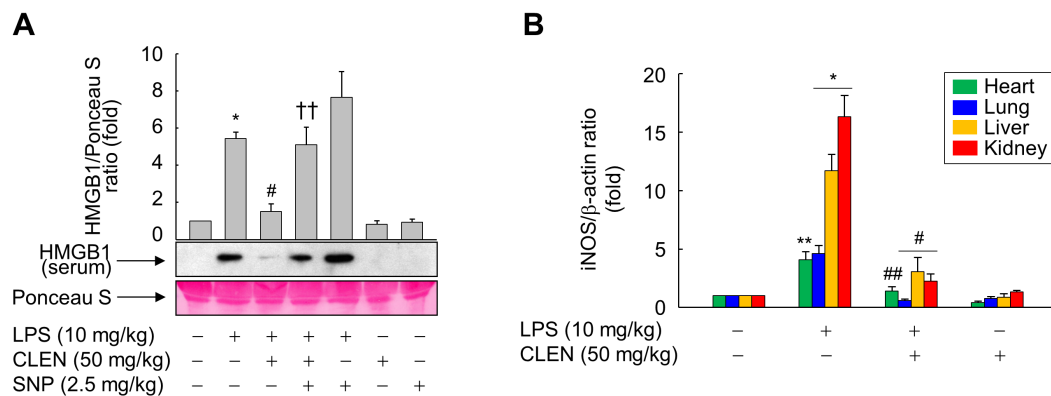 A
HMGB1/Ponceau S
ratio (fold)
10
8
6
4
2
0
*
#
††
HMGB1
(serum)
Ponceau S
LPS (10 mg/kg) − + + + + − −
CLEN (50 mg/kg) − − + + − + −
SNP (2.5 mg/kg) − − − + + − +
B
iNOS/β-actin ratio
(fold)
20
15
10
5
0
**
*
##
#
Heart
Lung
Liver
Kidney
LPS (10 mg/kg) − + + −
CLEN (50 mg/kg) − − + +